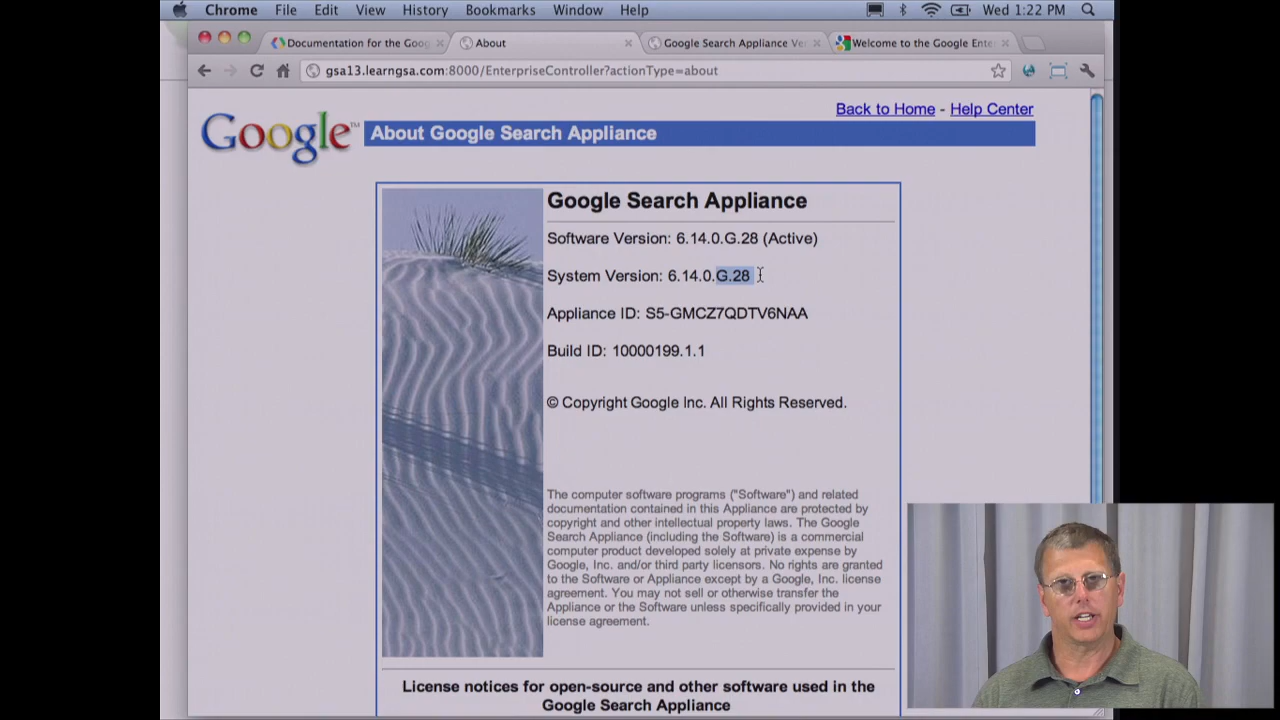 Chrome File Edit View History Bookmarks Window Help Wed 1:22 PM
Documentation for the Goog
About
Google Search Appliance Ver
Welcome to the Google Ente
gsa13.learngsa.com:8000/EnterpriseController?actionType=about
Back to Home - Help Center
Google™
About Google Search Appliance
Google Search Appliance
Software Version: 6.14.0.G.28 (Active)
System Version: 6.14.0.G.28
Appliance ID: S5-GMCZ7QDTV6NAA
Build ID: 10000199.1.1
© Copyright Google Inc. All Rights Reserved.
The computer software programs ("Software") and related
documentation contained in this Appliance are protected by
copyright and other intellectual property laws. The Google
Search Appliance (including the Software) is a commercial
computer product developed solely at private expense by
Google, Inc. and/or third party licensors. No rights are granted
to the Software or Appliance except by a Google, Inc. license
agreement. You may not sell or otherwise transfer the
Appliance or the Software unless specifically provided in your
license agreement.
License notices for open-source and other software used in the
Google Search Appliance